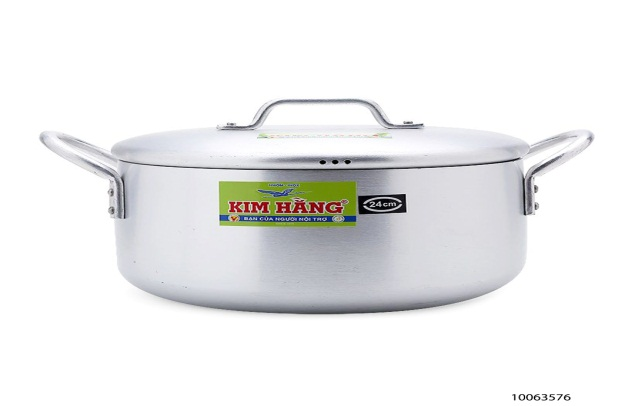 KIM HẰNG
BẠN CỦA NGƯỜI NỘI TRỢ
24cm
10063576